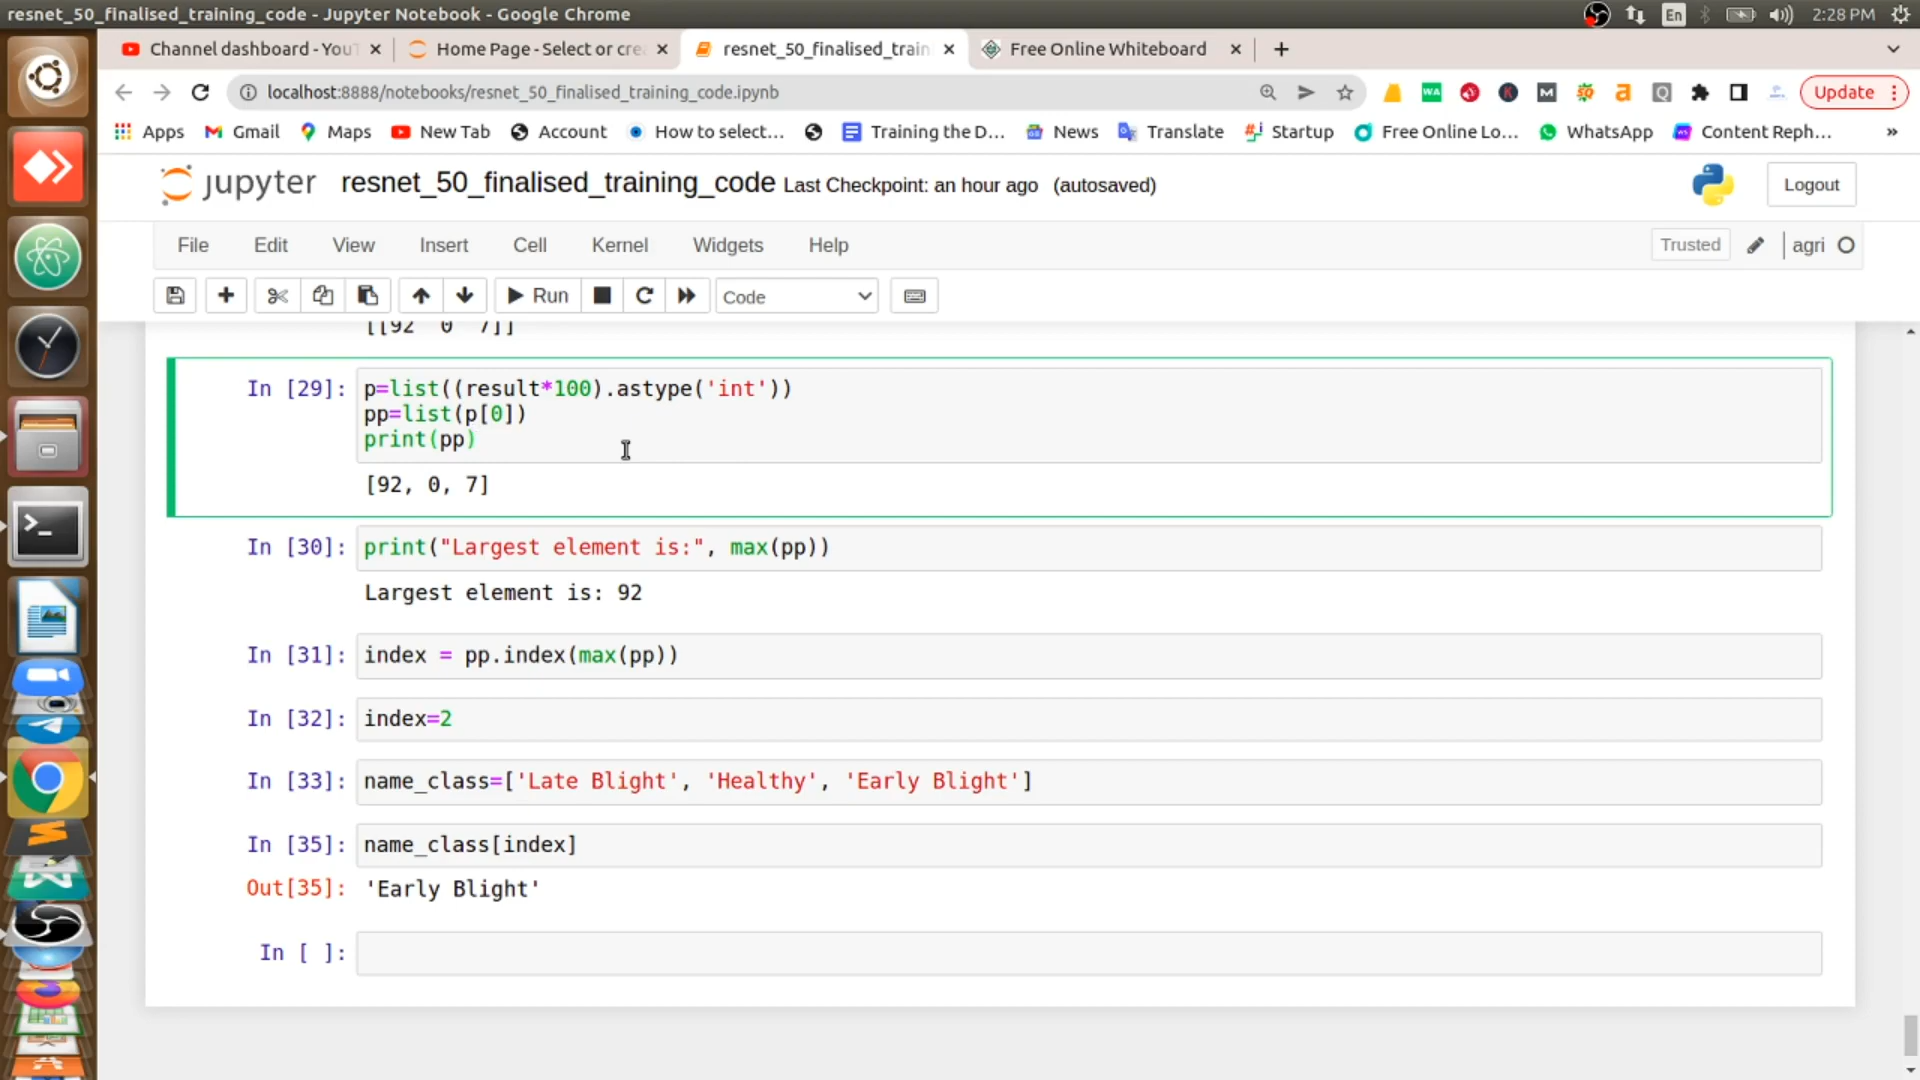 resnet_50_finalised_training_code - Jupyter Notebook - Google Chrome
En
2:28 PM
Channel dashboard - YouT
Home Page - Select or cre
resnet_50_finalised_train
Free Online Whiteboard
localhost:8888/notebooks/resnet_50_finalised_training_code.ipynb
Update
Apps
Gmail
Maps
New Tab
Account
How to select...
Training the D...
News
Translate
Startup
Free Online Lo...
WhatsApp
Content Reph...
»
jupyter
resnet_50_finalised_training_code Last Checkpoint: an hour ago (autosaved)
Logout
File
Edit
View
Insert
Cell
Kernel
Widgets
Help
Trusted
agri
Run
Code
[[92 0 7]]
In [29]: p=list((result*100).astype('int'))
pp=list(p[0])
print(pp)
[92, 0, 7]
In [30]: print("Largest element is:", max(pp))
Largest element is: 92
In [31]: index = pp.index(max(pp))
In [32]: index=2
In [33]: name_class=['Late Blight', 'Healthy', 'Early Blight']
In [35]: name_class[index]
Out[35]: 'Early Blight'
In [ ]: